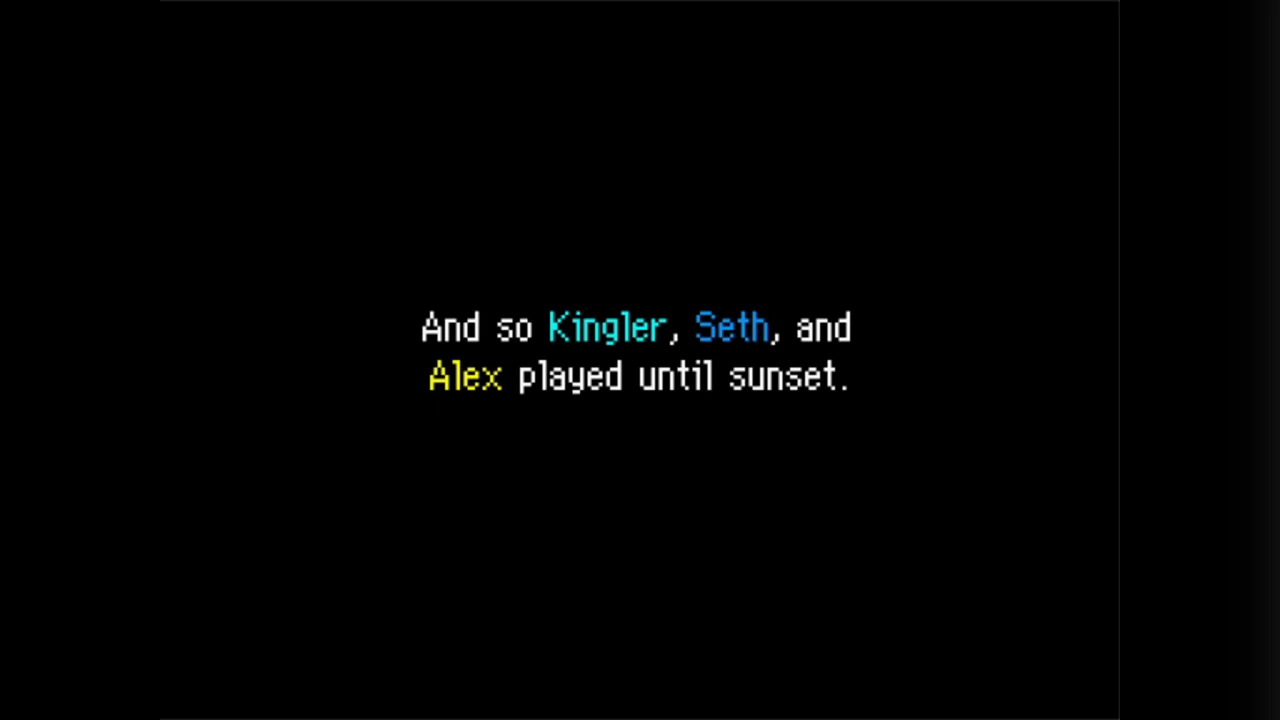 And so Kingler, Seth, and
Alex played until sunset.